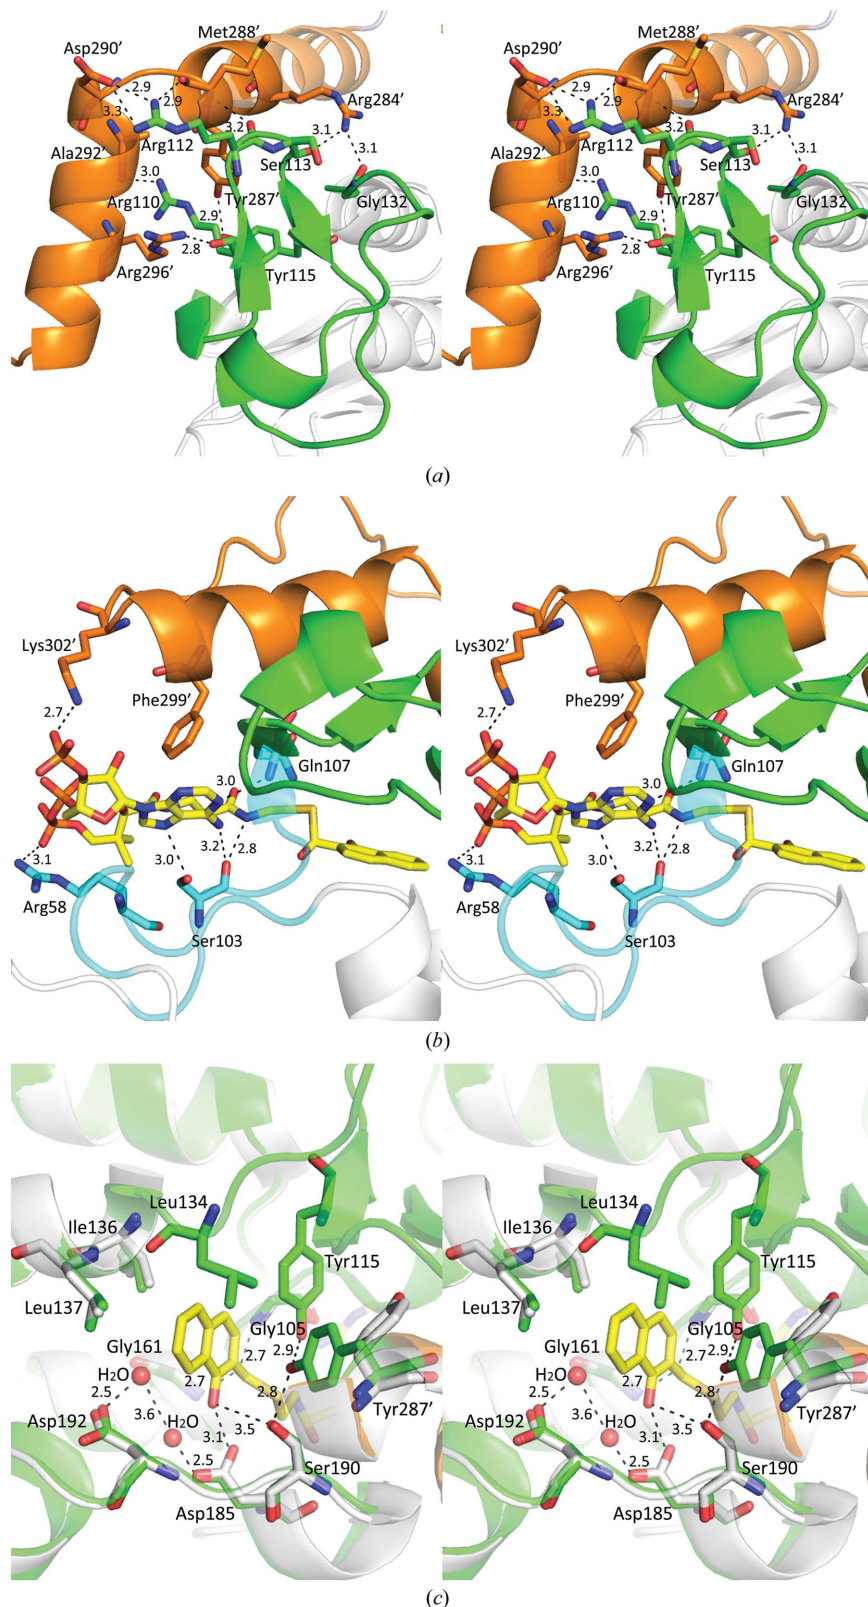 Met288’ Met288’
Asp290’ Asp290’
2.9 2.9
2.9 2.9
Arg284’ Arg284’
3.3 3.3
3.2 3.1 3.2 3.1
Ala292’ Arg112 Ala292’ Arg112
3.1 3.1
Ser113 Ser113
3.0 3.0
Arg110 Tyr287’ Gly132 Arg110 Tyr287’ Gly132
2.9 2.9
2.8 2.8
Arg296’ Tyr115 Arg296’ Tyr115
(a)
Lys302’ Lys302’
Phe299’ Phe299’
2.7 2.7
Gln107 Gln107
3.0 3.0
3.2 2.8 3.2 2.8
3.1 3.0 3.1 3.0
Arg58 Arg58
Ser103 Ser103
(b)
Leu134 Leu134
Ile136 Ile136
Tyr115 Tyr115
Leu137 Leu137
Gly105 Gly105
Gly161 2.9 Gly161 2.9
H2O 2.7 H2O 2.7
2.5 2.7 2.5 2.7
2.8 2.8
Asp192 3.6 H2O Tyr287’ Asp192 3.6 H2O Tyr287’
3.5 3.5
3.1 3.1
2.5 Ser190 2.5 Ser190
Asp185 Asp185
(c)